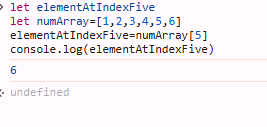 let elementAtIndexFive
let numArray=[1,2,3,4,5,6]
elementAtIndexFive=numArray[5]
console.log(elementAtIndexFive)
6
undefined